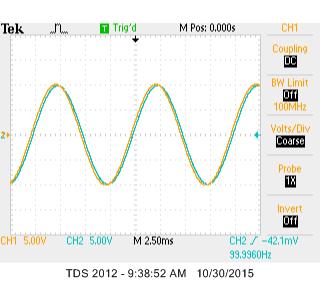 Tek Trig'd M Pos: 0.000s CH1
Coupling
DC
BW Limit
Off
100MHz
2
Volts/Div
Coarse
Probe
1X
Invert
Off
CH1 5.00V CH2 5.00V M 2.50ms CH2 -42.1mV
99.9960Hz
TDS 2012 - 9:38:52 AM 10/30/2015